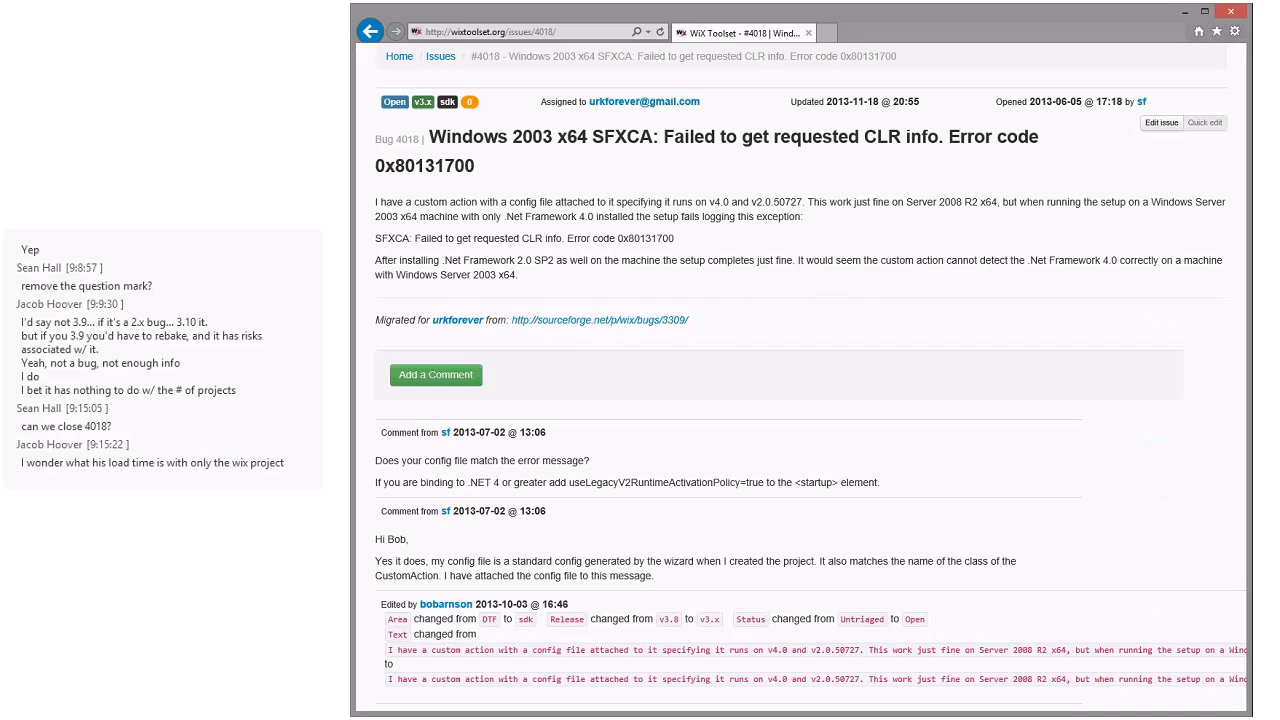 Yep
Sean Hall [9:8:57 ]
remove the question mark?
Jacob Hoover [9:9:30 ]
I'd say not 3.9... if it's a 2.x bug... 3.10 it.
but if you 3.9 you'd have to rebake, and it has risks
associated w/ it.
Yeah, not a bug, not enough info
I do
I bet it has nothing to do w/ the # of projects
Sean Hall [9:15:05 ]
can we close 4018?
Jacob Hoover [9:15:22 ]
I wonder what his load time is with only the wix project
http://wixtoolset.org/issues/4018/
WiX Toolset - #4018 | Wind...
Home / Issues / #4018 - Windows 2003 x64 SFXCA: Failed to get requested CLR info. Error code 0x80131700
Open v3.x sdk 0 Assigned to urkforever@gmail.com Updated 2013-11-18 @ 20:55 Opened 2013-06-05 @ 17:18 by sf
Edit issue Quick edit
Bug 4018 | Windows 2003 x64 SFXCA: Failed to get requested CLR info. Error code
0x80131700
I have a custom action with a config file attached to it specifying it runs on v4.0 and v2.0.50727. This work just fine on Server 2008 R2 x64, but when running the setup on a Windows Server
2003 x64 machine with only .Net Framework 4.0 installed the setup fails logging this exception:
SFXCA: Failed to get requested CLR info. Error code 0x80131700
After installing .Net Framework 2.0 SP2 as well on the machine the setup completes just fine. It would seem the custom action cannot detect the .Net Framework 4.0 correctly on a machine
with Windows Server 2003 x64.
Migrated for urkforever from: http://sourceforge.net/p/wix/bugs/3309/
Add a Comment
Comment from sf 2013-07-02 @ 13:06
Does your config file match the error message?
If you are binding to .NET 4 or greater add useLegacyV2RuntimeActivationPolicy=true to the <startup> element.
Comment from sf 2013-07-02 @ 13:06
Hi Bob,
Yes it does, my config file is a standard config generated by the wizard when I created the project. It also matches the name of the class of the
CustomAction. I have attached the config file to this message.
Edited by bobarnson 2013-10-03 @ 16:46
Area changed from DTF to sdk Release changed from v3.8 to v3.x Status changed from Untriaged to Open
Text changed from
I have a custom action with a config file attached to it specifying it runs on v4.0 and v2.0.50727. This work just fine on Server 2008 R2 x64, but when running the setup on a Wind
to
I have a custom action with a config file attached to it specifying it runs on v4.0 and v2.0.50727. This work just fine on Server 2008 R2 x64, but when running the setup on a Wind